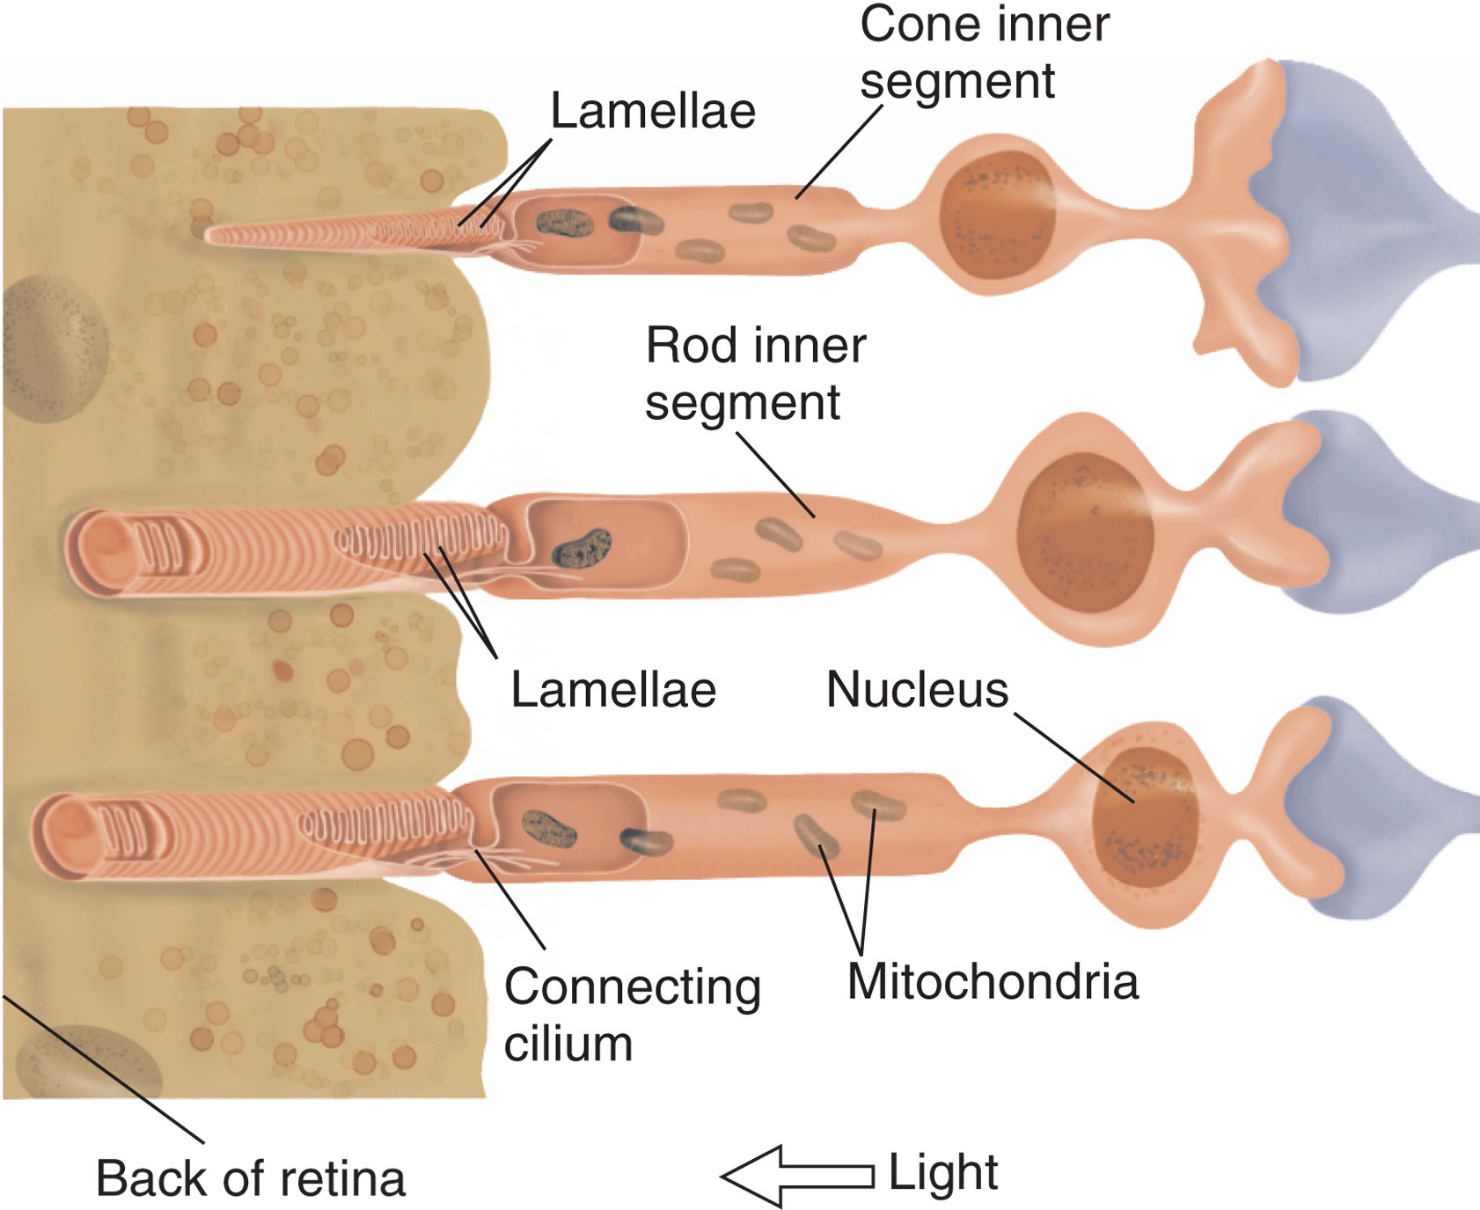 Cone inner
segment
Lamellae
Rod inner
segment
Lamellae
Nucleus
Connecting
cilium
Mitochondria
Back of retina
Light